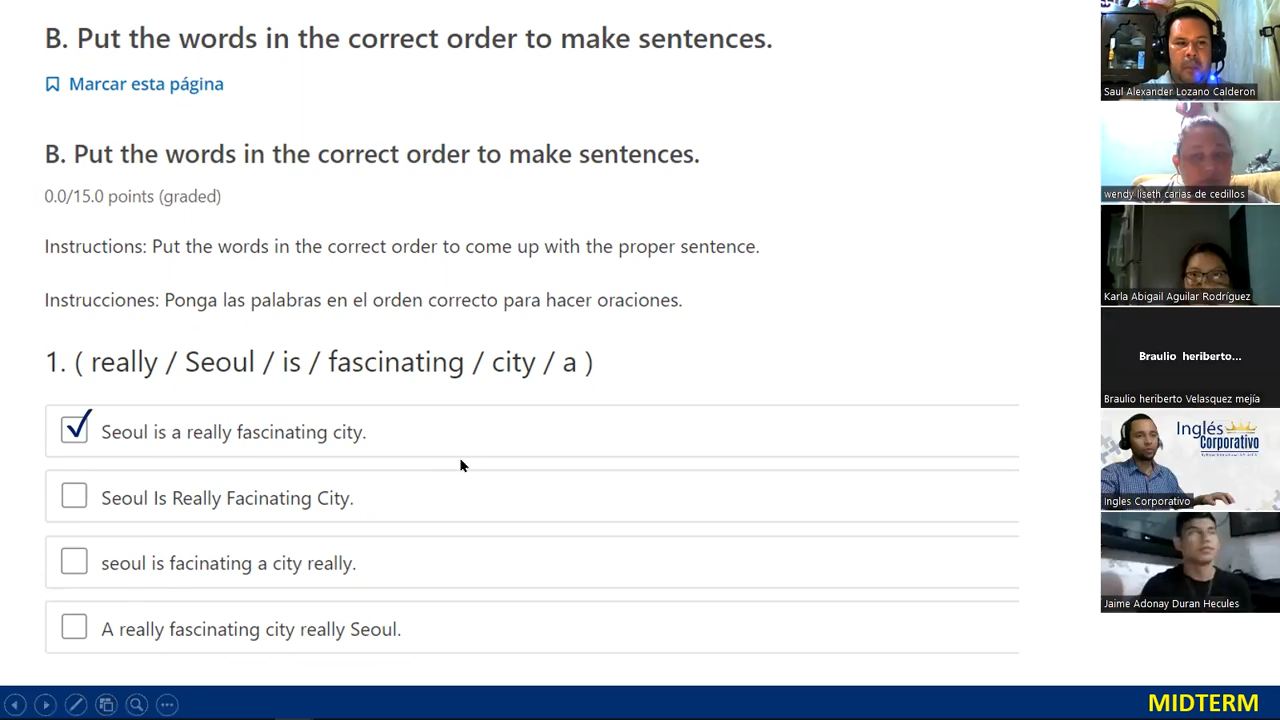 B. Put the words in the correct order to make sentences.
Marcar esta página
B. Put the words in the correct order to make sentences.
0.0/15.0 points (graded)
Instructions: Put the words in the correct order to come up with the proper sentence.
Instrucciones: Ponga las palabras en el orden correcto para hacer oraciones.
1. ( really / Seoul / is / fascinating / city / a )
Seoul is a really fascinating city.
Seoul Is Really Facinating City.
seoul is facinating a city really.
A really fascinating city really Seoul.
MIDTERM
Saul Alexander Lozano Calderon
wendy liseth carias de cedillos
Karla Abigail Aguilar Rodríguez
Braulio heriberto...
Braulio heriberto Velasquez mejía
Inglés
Corporativo
Ingles Corporativo
Jaime Adonay Duran Hecules